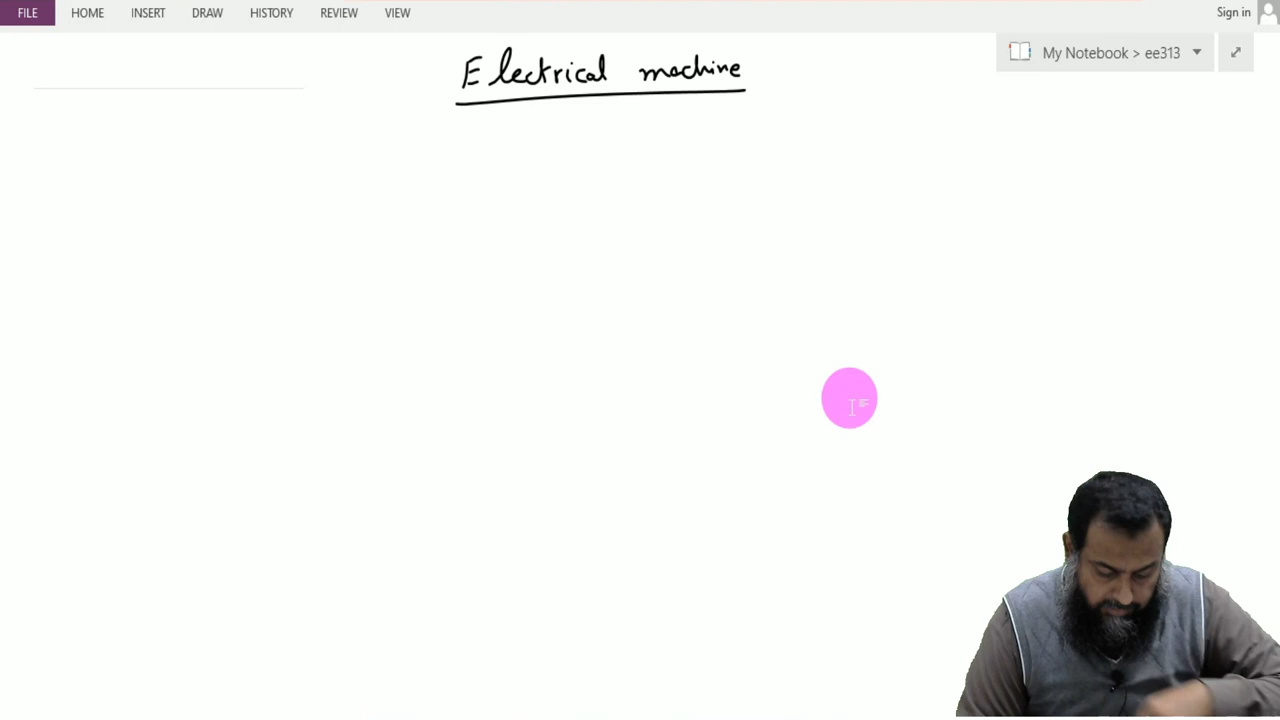 FILE HOME INSERT DRAW HISTORY REVIEW VIEW Sign in
My Notebook > ee313
Electrical machine